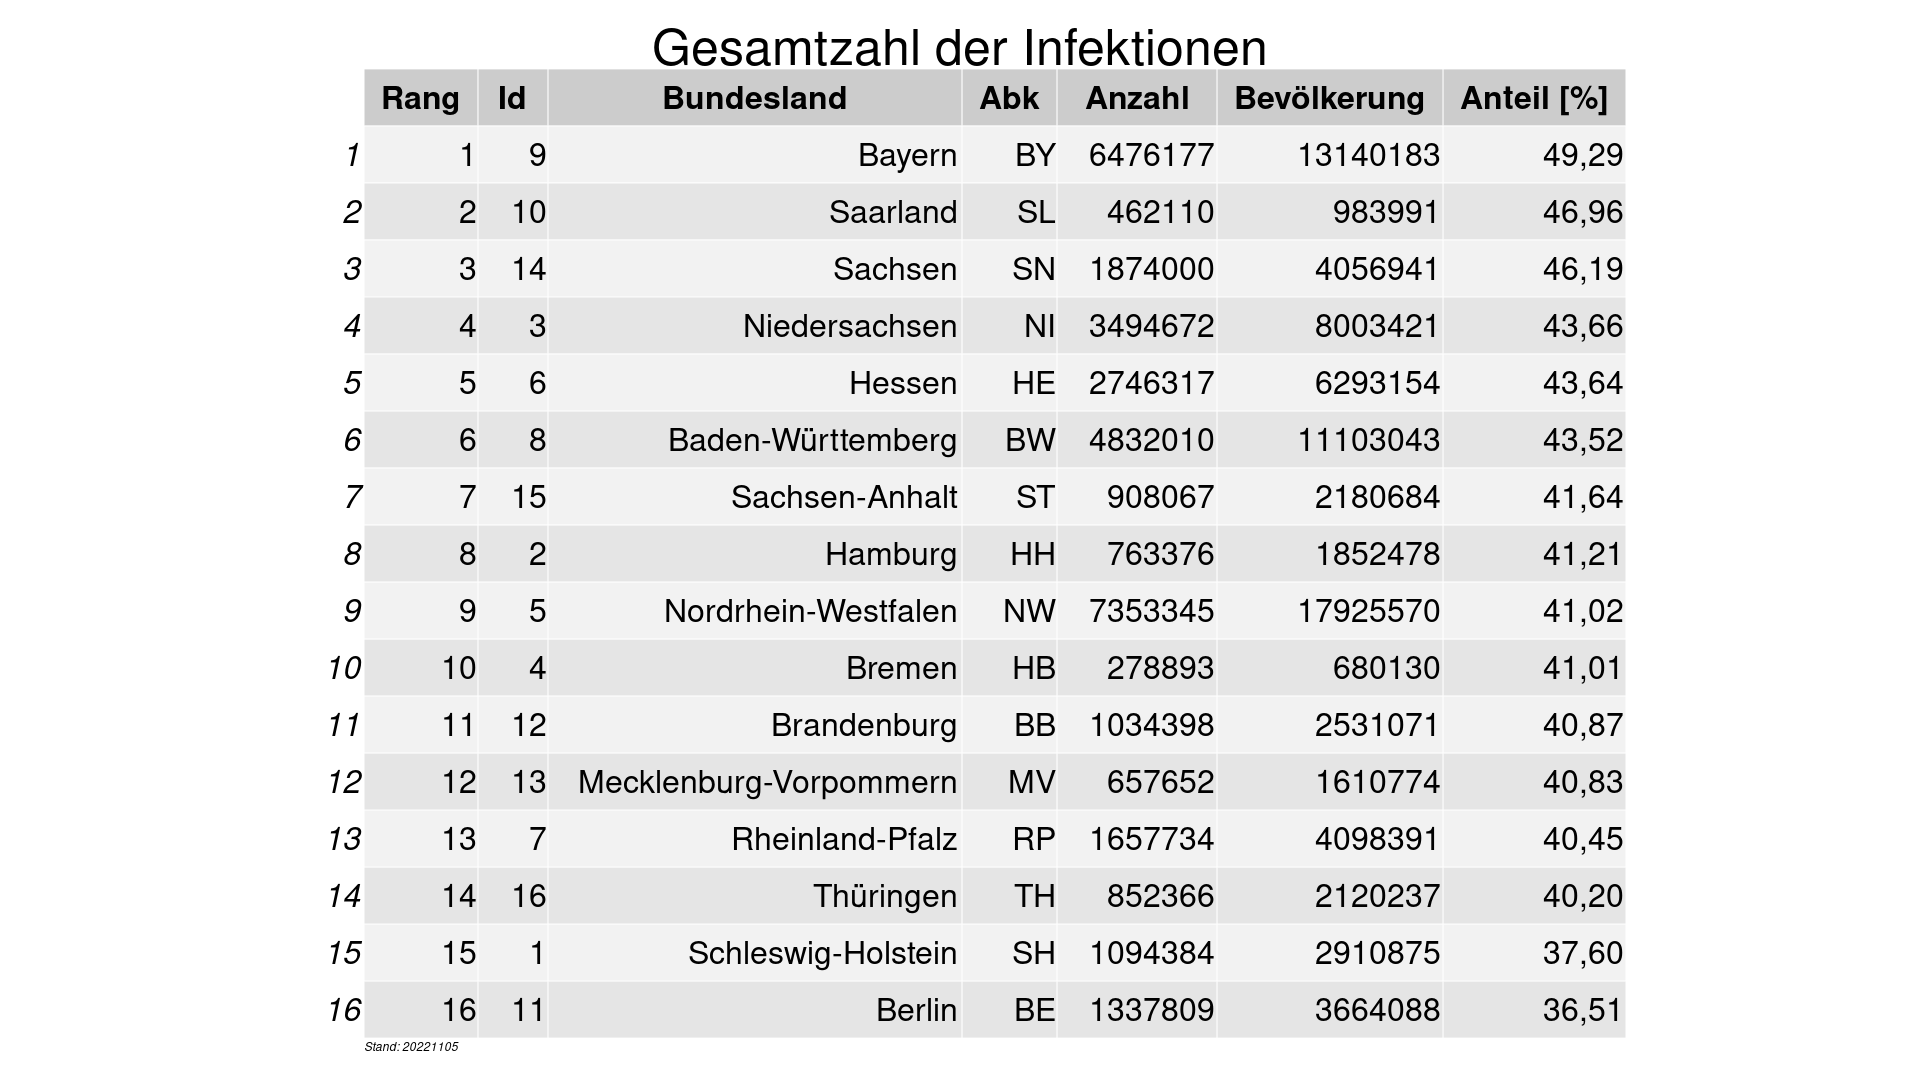 Gesamtzahl der Infektionen
Rang Id Bundesland Abk Anzahl Bevölkerung Anteil [%]
1 1 9 Bayern BY 6476177 13140183 49,29
2 2 10 Saarland SL 462110 983991 46,96
3 3 14 Sachsen SN 1874000 4056941 46,19
4 4 3 Niedersachsen NI 3494672 8003421 43,66
5 5 6 Hessen HE 2746317 6293154 43,64
6 6 8 Baden-Württemberg BW 4832010 11103043 43,52
7 7 15 Sachsen-Anhalt ST 908067 2180684 41,64
8 8 2 Hamburg HH 763376 1852478 41,21
9 9 5 Nordrhein-Westfalen NW 7353345 17925570 41,02
10 10 4 Bremen HB 278893 680130 41,01
11 11 12 Brandenburg BB 1034398 2531071 40,87
12 12 13 Mecklenburg-Vorpommern MV 657652 1610774 40,83
13 13 7 Rheinland-Pfalz RP 1657734 4098391 40,45
14 14 16 Thüringen TH 852366 2120237 40,20
15 15 1 Schleswig-Holstein SH 1094384 2910875 37,60
16 16 11 Berlin BE 1337809 3664088 36,51
Stand: 20221105